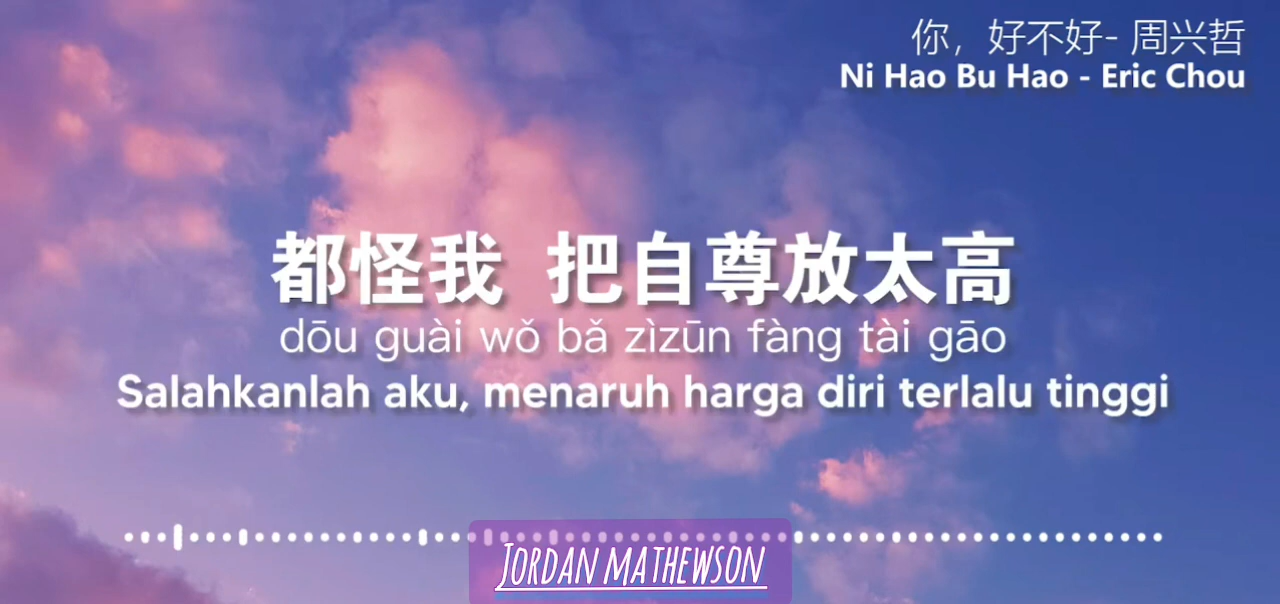 你，好不好- 周兴哲
Ni Hao Bu Hao - Eric Chou
都怪我 把自尊放太高
dōu guài wǒ bǎ zìzūn fàng tài gāo
Salahkanlah aku, menaruh harga diri terlalu tinggi
JORDAN MATHEWSON